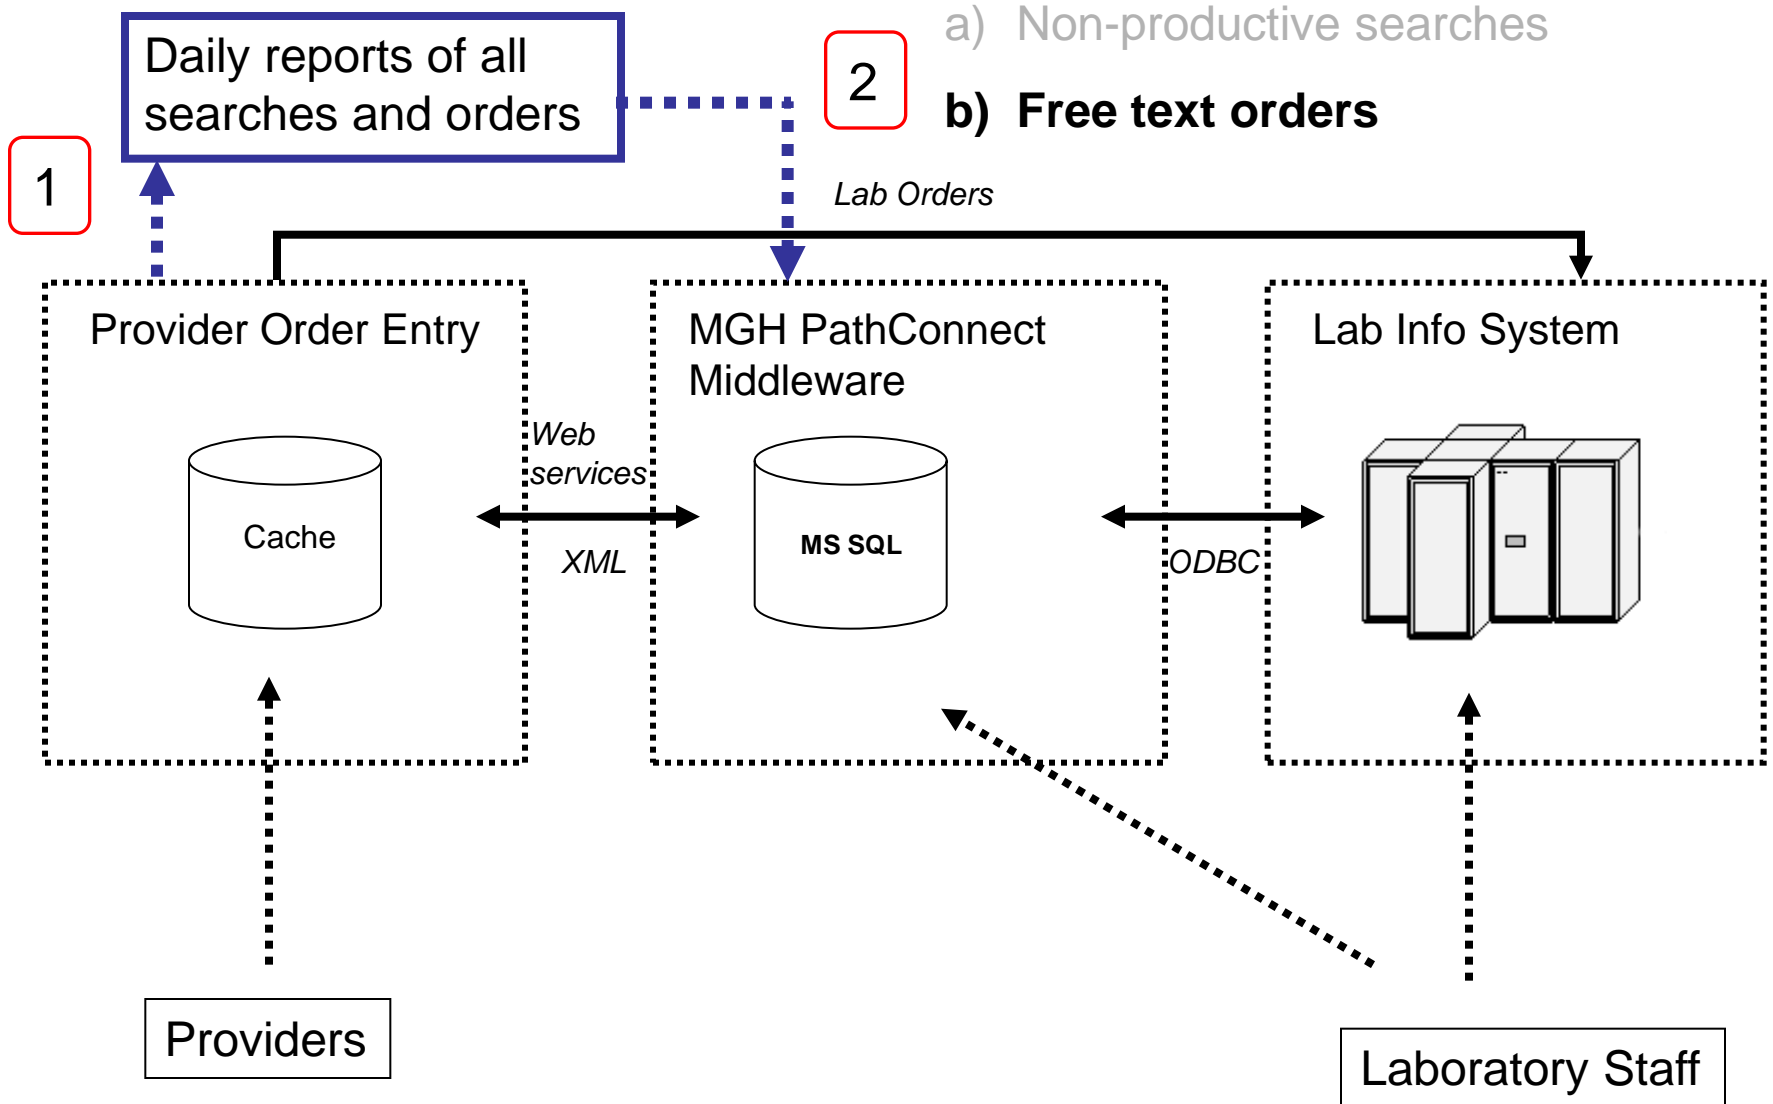 a) Non-productive searches
Daily reports of all
searches and orders
2
b) Free text orders
1
Lab Orders
Provider Order Entry
MGH PathConnect
Middleware
Lab Info System
Web
services
Cache
XML
MS SQL
ODBC
Providers
Laboratory Staff